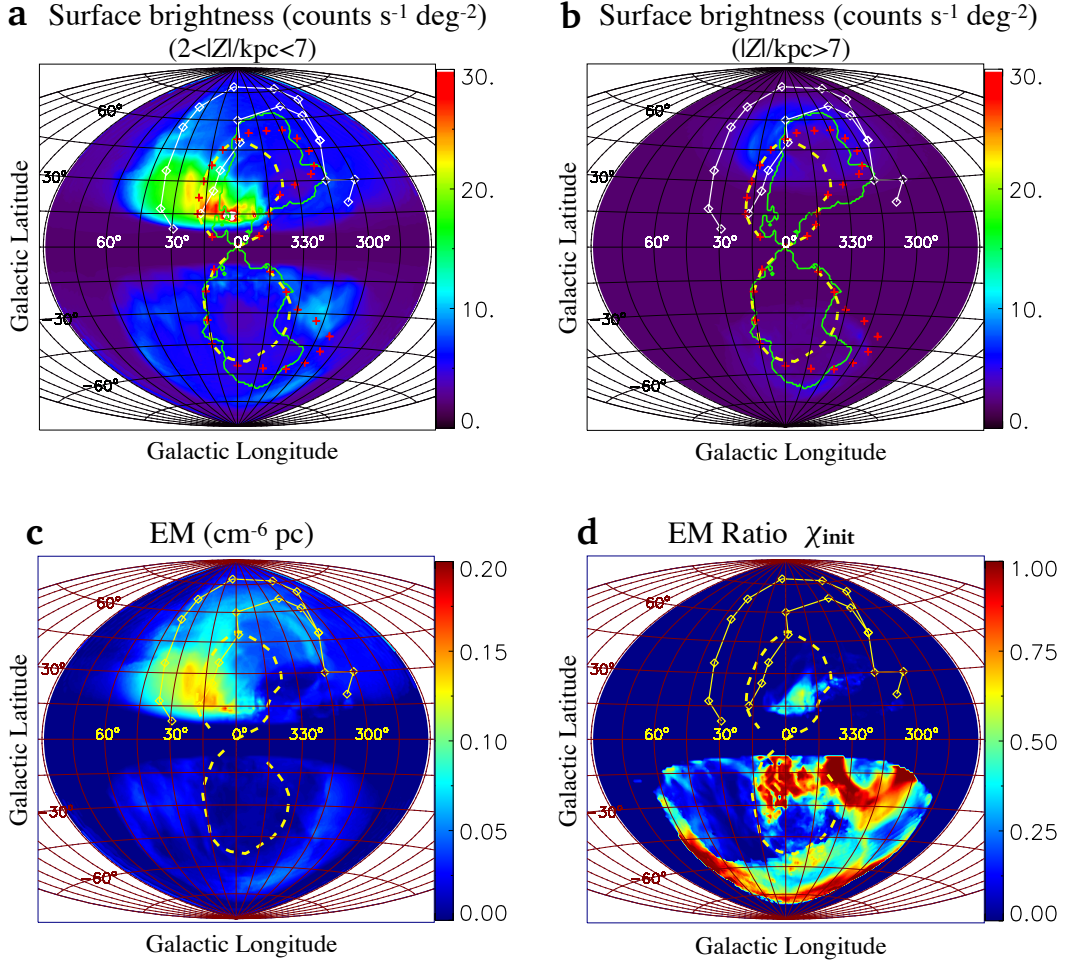 a Surface brightness (counts s⁻¹ deg⁻²)
(2<|Z|/kpc<7)
30.
20.
10.
0.
60°
30°
60° 30° 0° 330° 300°
−30°
−60°
Galactic Latitude
Galactic Longitude
b Surface brightness (counts s⁻¹ deg⁻²)
(|Z|/kpc>7)
30.
20.
10.
0.
60°
30°
60° 30° 0° 330° 300°
−30°
−60°
Galactic Latitude
Galactic Longitude
c EM (cm⁻⁶ pc)
0.20
0.15
0.10
0.05
0.00
60°
30°
60° 30° 0° 330° 300°
−30°
−60°
Galactic Latitude
Galactic Longitude
d EM Ratio χinit
1.00
0.75
0.50
0.25
0.00
60°
30°
60° 30° 0° 330° 300°
−30°
−60°
Galactic Latitude
Galactic Longitude